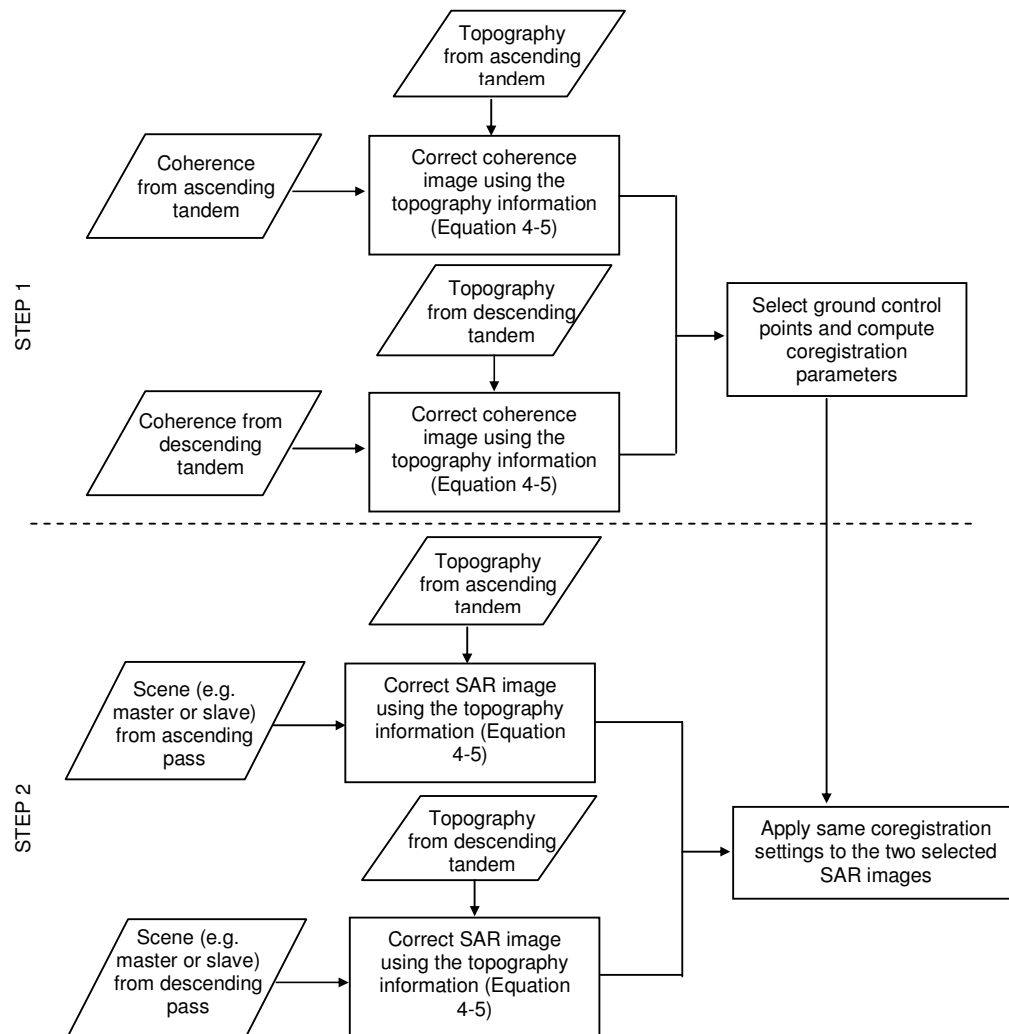 Topography
from ascending
tandem
Coherence
from ascending
tandem
Correct coherence
image using the
topography information
(Equation 4-5)
STEP 1
Topography
from descending
tandem
Select ground control
points and compute
coregistration
parameters
Coherence from
descending
tandem
Correct coherence
image using the
topography information
(Equation 4-5)
Topography
from ascending
tandem
Scene (e.g.
master or slave)
from ascending
pass
Correct SAR image
using the topography
information (Equation
4-5)
STEP 2
Topography
from descending
tandem
Apply same coregistration
settings to the two selected
SAR images
Scene (e.g.
master or slave)
from descending
pass
Correct SAR image
using the topography
information (Equation
4-5)